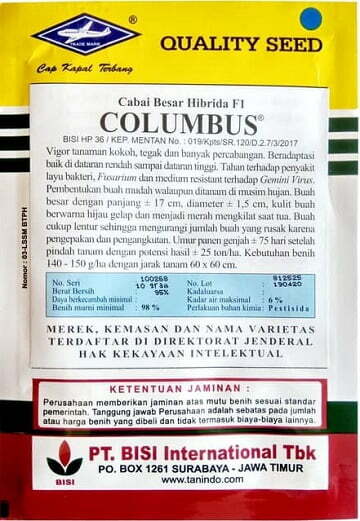 TRADE MARK
QUALITY SEED
Cap Kapal Terbang
Cabai Besar Hibrida F1
COLUMBUS®
BISI HP 36 / KEP. MENTAN No. : 019/Kpts/SR.120/D.2.7/3/2017
Vigor tanaman kokoh, tegak dan banyak percabangan. Beradaptasi
baik di dataran rendah sampai dataran tinggi. Tahan terhadap penyakit
layu bakteri, Fusarium dan medium resistant terhadap Gemini Virus.
Pembentukan buah mudah walaupun ditanam di musim hujan. Buah
besar dengan panjang ± 17 cm, diameter ± 1,5 cm, kulit buah
berwarna hijau gelap dan menjadi merah mengkilat saat tua. Buah
cukup lentur sehingga mengurangi jumlah buah yang rusak karena
pengepakan dan pengangkutan. Umur panen genjah ± 75 hari setelah
pindah tanam dengan potensi hasil ± 25 ton/ha. Kebutuhan benih
140 - 150 g/ha dengan jarak tanam 60 x 60 cm.
No. Seri : 100268
Berat Bersih : 10 gram
Daya berkecambah minimal : 95%
Benih murni minimal : 98 %
No. Lot : 812525
Kadaluarsa : 190420
Kadar air maksimal : 6 %
Perlakuan bahan kimia : Pestisida
Nomor : 03-LSSM BTPH
MEREK, KEMASAN DAN NAMA VARIETAS
TERDAFTAR DI DIREKTORAT JENDERAL
HAK KEKAYAAN INTELEKTUAL
KETENTUAN JAMINAN :
Perusahaan memberikan jaminan atas mutu benih sesuai standar
pemerintah. Tanggung jawab Perusahaan adalah sebatas pada jumlah
atau harga benih yang dibeli dan tidak termasuk biaya-biaya lainnya.
BISI
PT. BISI International Tbk
PO. BOX 1261 SURABAYA - JAWA TIMUR
www.tanindo.com